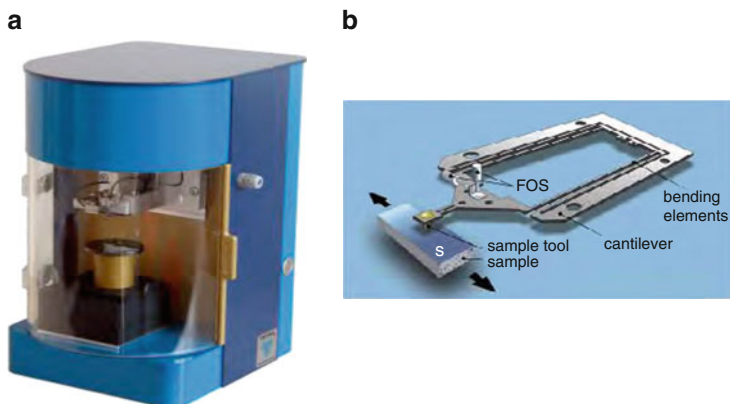 a
b
FOS
bending
elements
cantilever
sample tool
sample
S